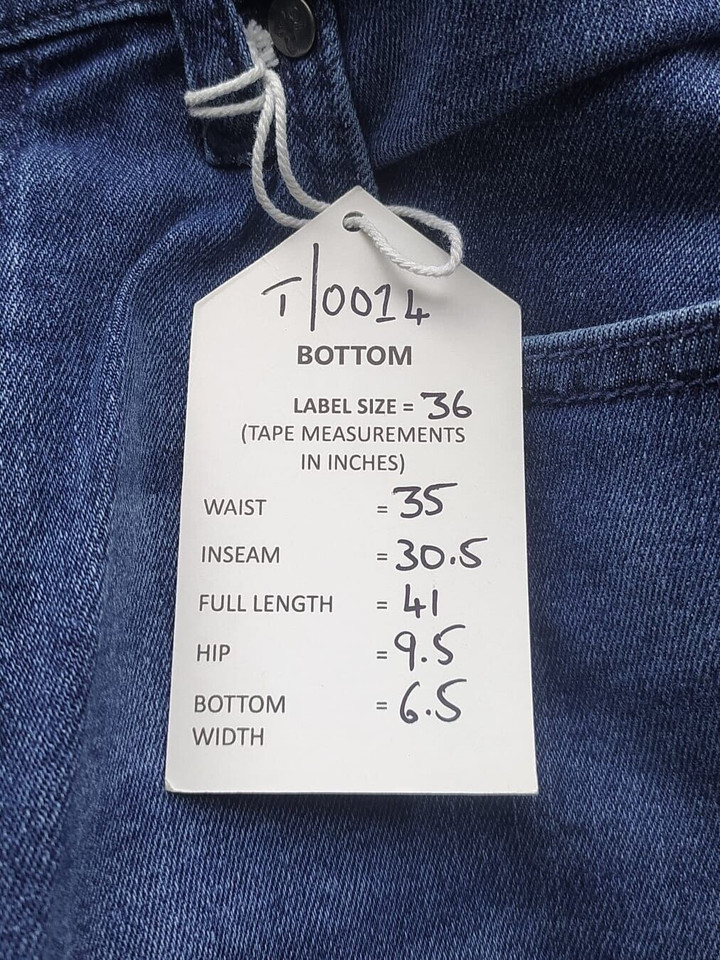 T/0014
BOTTOM
LABEL SIZE = 36
(TAPE MEASUREMENTS
IN INCHES)
WAIST = 35
INSEAM = 30.5
FULL LENGTH = 41
HIP = 9.5
BOTTOM = 6.5
WIDTH